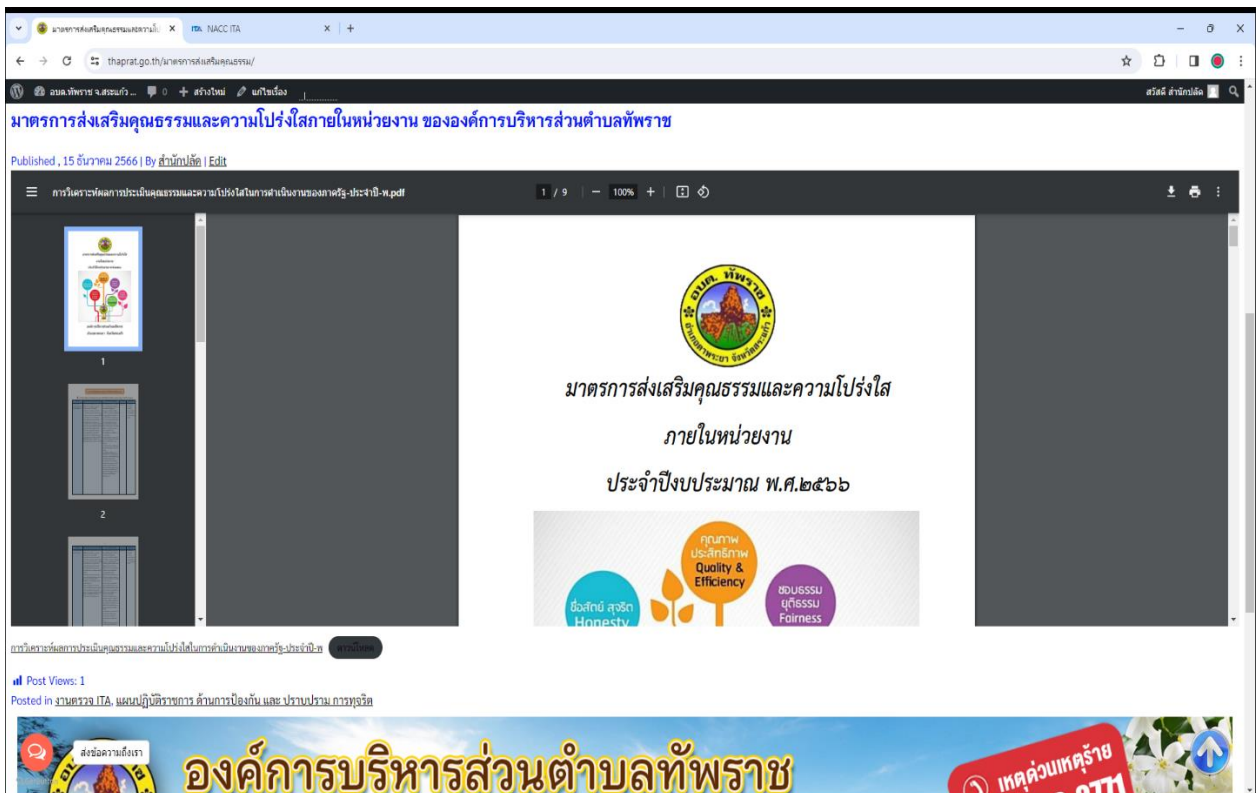 มาตรการส่งเสริมคุณธรรมและความโป
NACC ITA
thaprat.go.th/มาตรการส่งเสริมคุณธรรม/
อบต.ทัพราช จ.สระแก้ว ...
0
สร้างใหม่
แก้ไขเรื่อง
สวัสดี สำนักปลัด
มาตรการส่งเสริมคุณธรรมและความโปร่งใสภายในหน่วยงาน ขององค์การบริหารส่วนตำบลทัพราช
Published , 15 ธันวาคม 2566 | By สำนักปลัด | Edit
การวิเคราะห์ผลการประเมินคุณธรรมและความโปร่งใสในการดำเนินงานของภาครัฐ-ประจำปี-พ.pdf
1 / 9
100%
1
2
อบต. ทัพราช
อำเภอตาพระยา จังหวัดสระแก้ว
มาตรการส่งเสริมคุณธรรมและความโปร่งใส
ภายในหน่วยงาน
ประจำปีงบประมาณ พ.ศ.๒๕๖๖
คุณภาพ
ประสิทธิภาพ
Quality &
Efficiency
ซื่อสัตย์ สุจริต
Honesty
ชอบธรรม
ยุติธรรม
Fairness
การวิเคราะห์ผลการประเมินคุณธรรมและความโปร่งใสในการดำเนินงานของภาครัฐ-ประจำปี-พ
ดาวน์โหลด
Post Views: 1
Posted in งานตรวจ ITA, แผนปฏิบัติราชการ ด้านการป้องกัน และ ปราบปราม การทุจริต
ส่งข้อความถึงเรา
องค์การบริหารส่วนตำบลทัพราช
เหตุด่วนเหตุร้าย